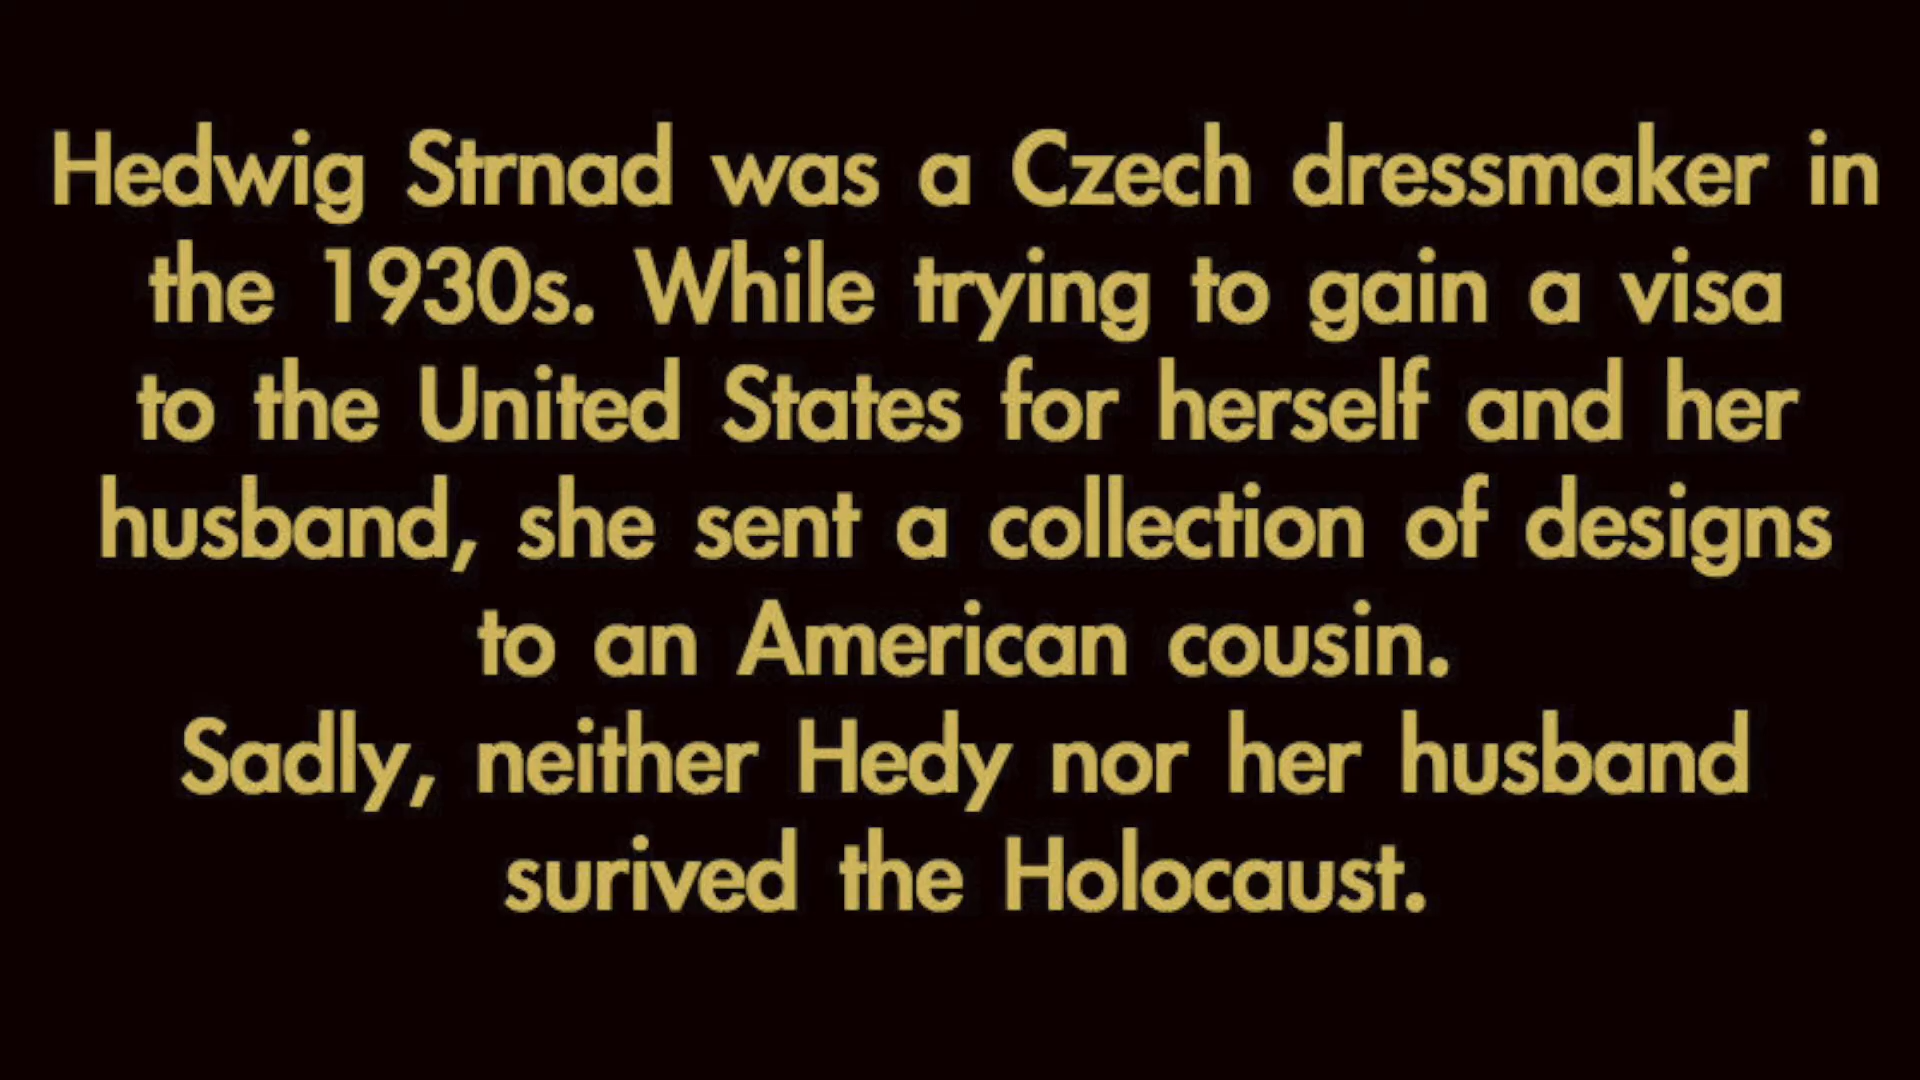 Hedwig Strnad was a Czech dressmaker in
the 1930s. While trying to gain a visa
to the United States for herself and her
husband, she sent a collection of designs
to an American cousin.
Sadly, neither Hedy nor her husband
surived the Holocaust.